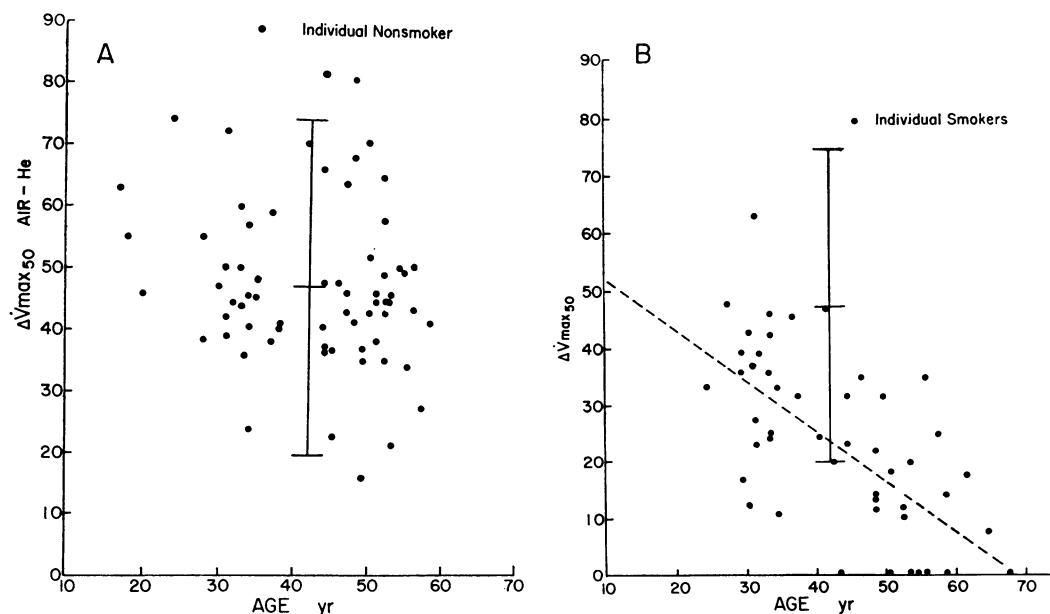 A
• Individual Nonsmoker
90
80
70
60
50
40
30
20
10
0
ΔV̇max50 AIR – He
10 20 30 40 50 60 70
AGE yr
B
• Individual Smokers
90
80
70
60
50
40
30
20
10
0
ΔV̇max50
10 20 30 40 50 60 70
AGE yr